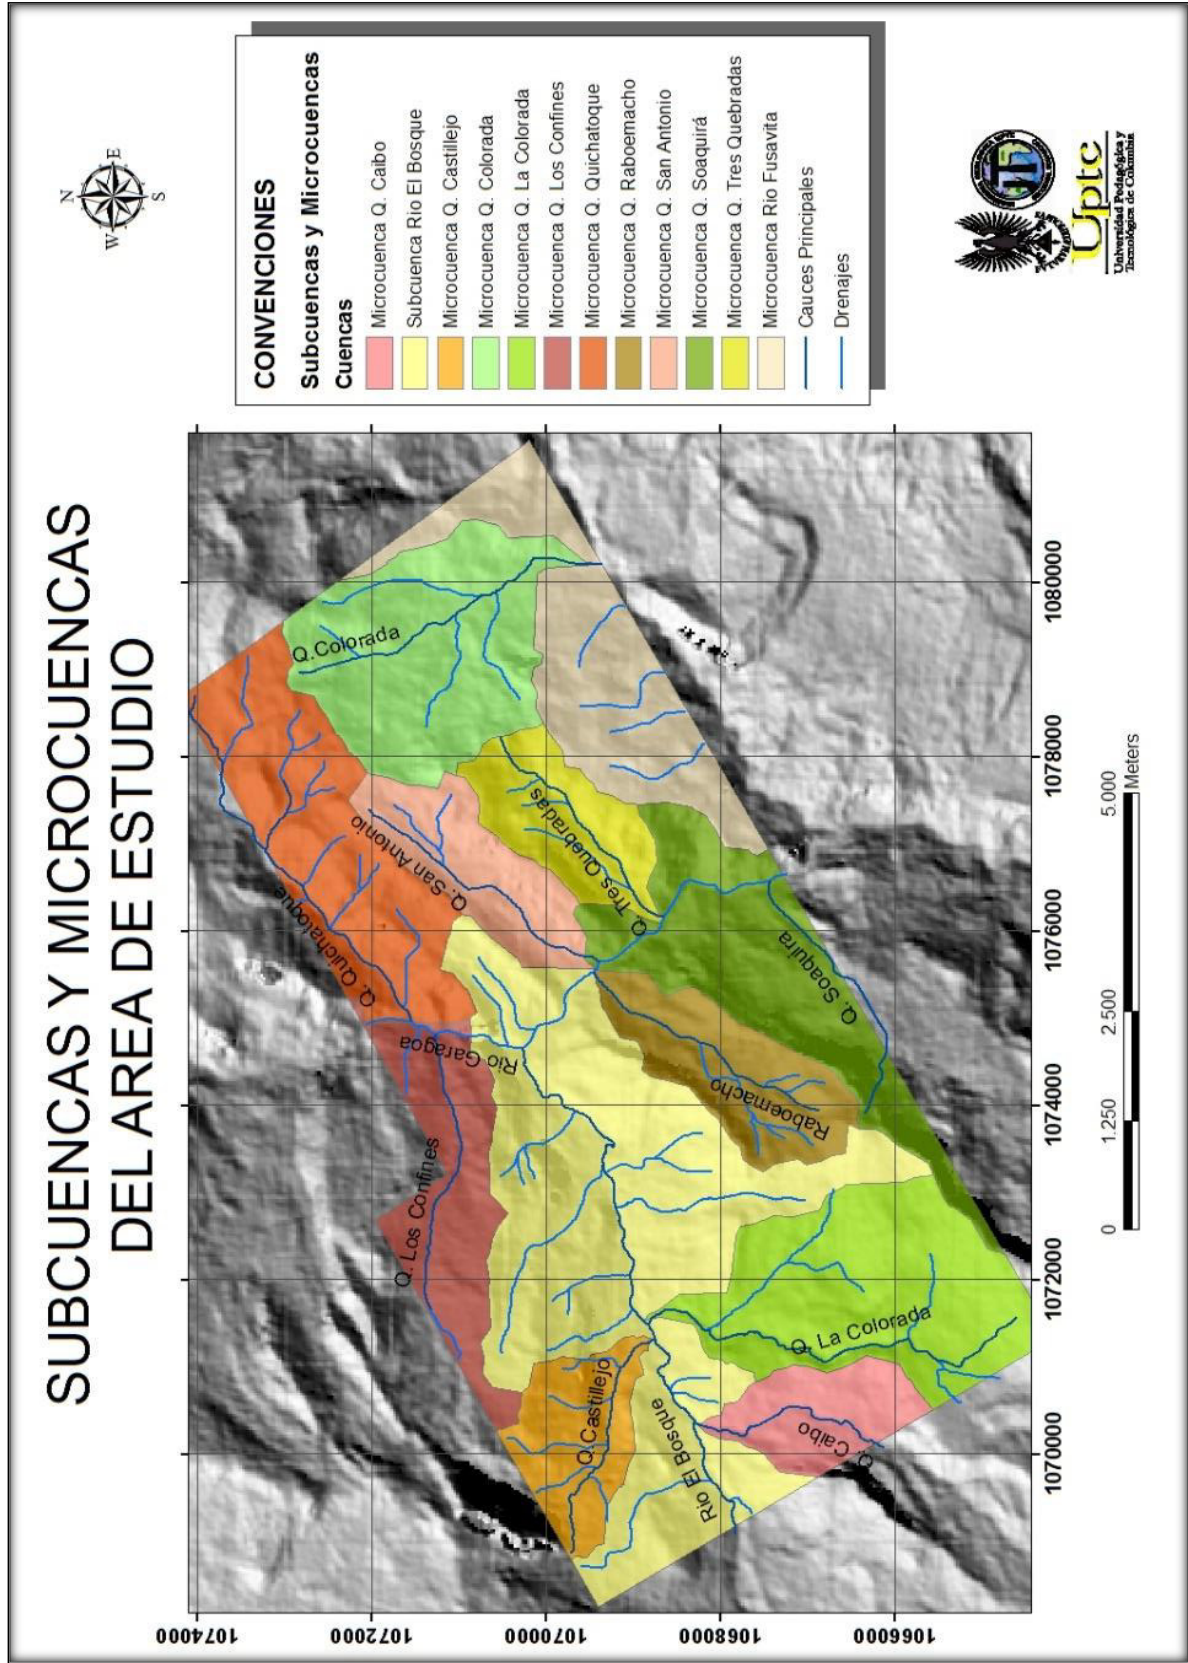 SUBCUENCAS Y MICROCUENCAS
DEL AREA DE ESTUDIO
N
W
E
S
CONVENCIONES
Subcuencas y Microcuencas
Cuencas
Microcuenca Q. Caibo
Subcuenca Rio El Bosque
Microcuenca Q. Castillejo
Microcuenca Q. Colorada
Microcuenca Q. La Colorada
Microcuenca Q. Los Confines
Microcuenca Q. Quichatoque
Microcuenca Q. Raboemacho
Microcuenca Q. San Antonio
Microcuenca Q. Soaquirá
Microcuenca Q. Tres Quebradas
Microcuenca Rio Fusavita
Cauces Principales
Drenajes
Uptc
Universidad Pedagógica y
Tecnológica de Colombia
1074000
1072000
1070000
1068000
1066000
Q. Quichatoque
Q. San Antonio
Q. Colorada
Q. Tres Quebradas
Rio Garagoa
Q. Los Confines
Raboemacho
Q. Soaquira
Q. Castillejo
Rio El Bosque
Q. La Colorada
Q. Caibo
1070000
1072000
1074000
1076000
1078000
1080000
0
1.250
2.500
5.000
Meters